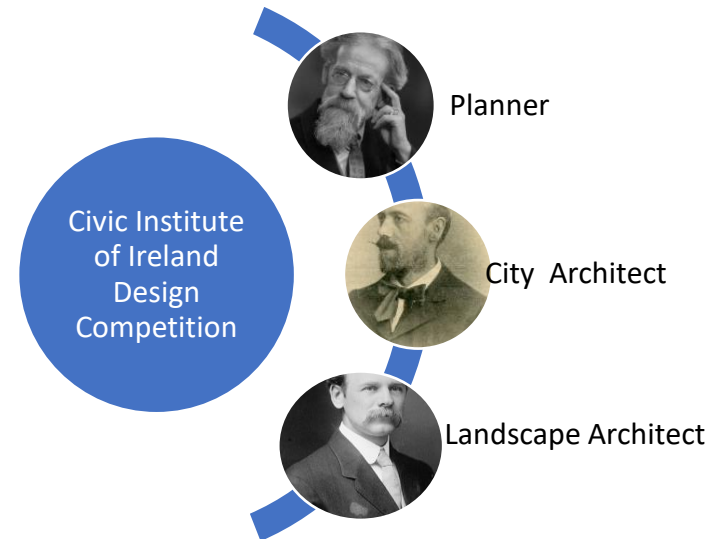 Civic Institute
of Ireland
Design
Competition
Planner
City Architect
Landscape Architect